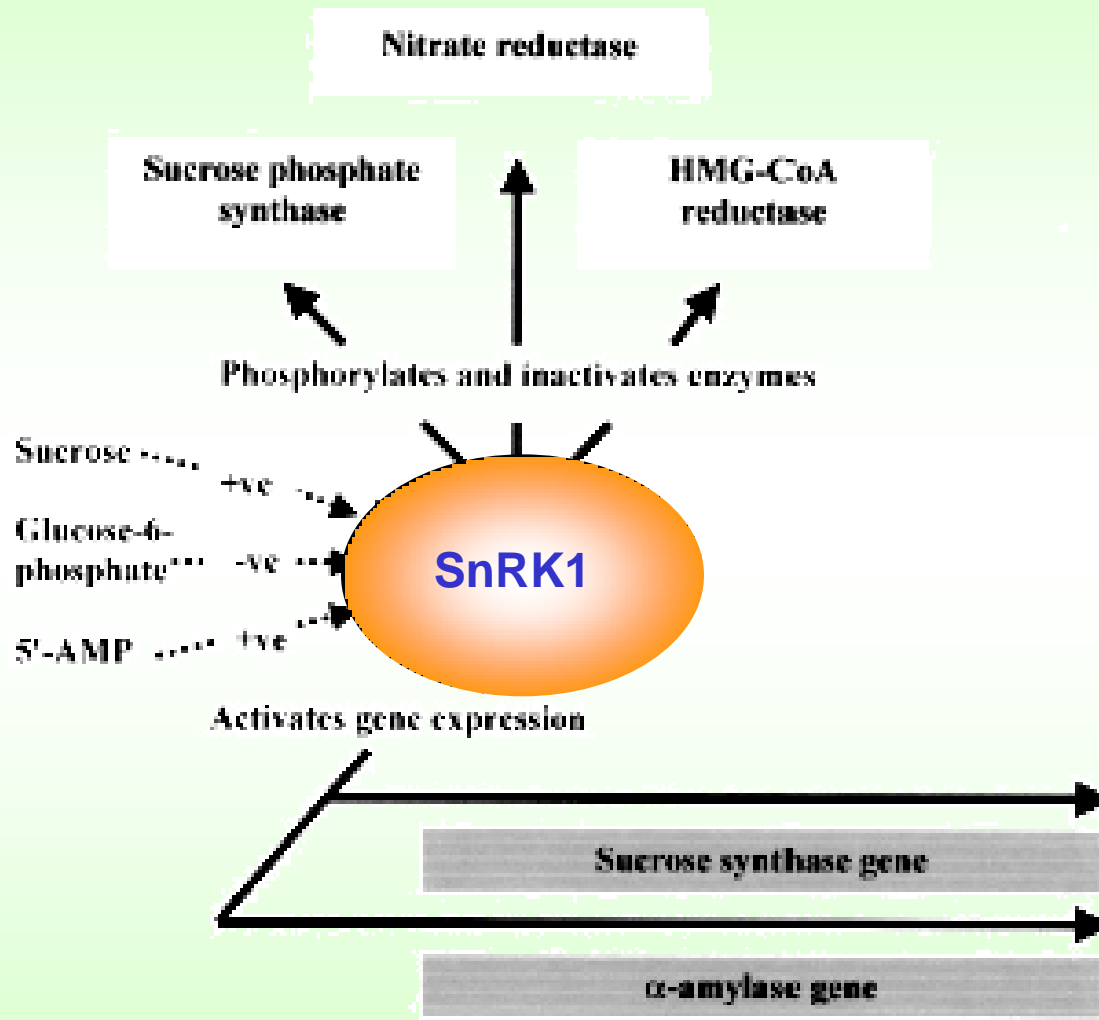 Nitrate reductase
Sucrose phosphate
synthase
HMG-CoA
reductase
Phosphorylates and inactivates enzymes
Sucrose
+ve
Glucose-6-
phosphate
-ve
SnRK1
5'-AMP
+ve
Activates gene expression
Sucrose synthase gene
α-amylase gene